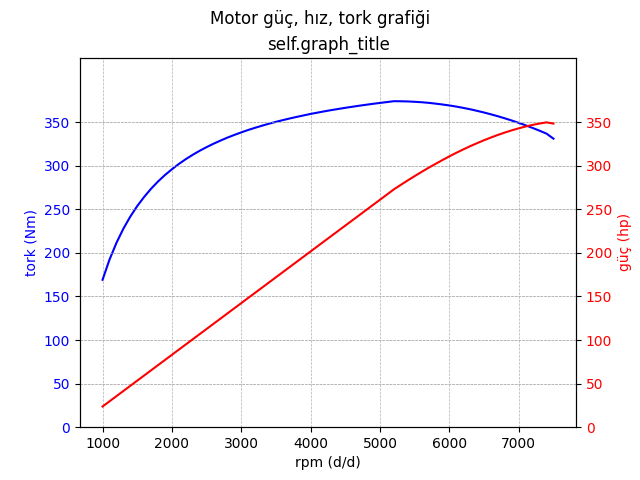 Motor güç, hız, tork grafiği
self.graph_title
350
300
250
200
150
100
50
0
tork (Nm)
350
300
250
200
150
100
50
0
güç (hp)
1000 2000 3000 4000 5000 6000 7000
rpm (d/d)